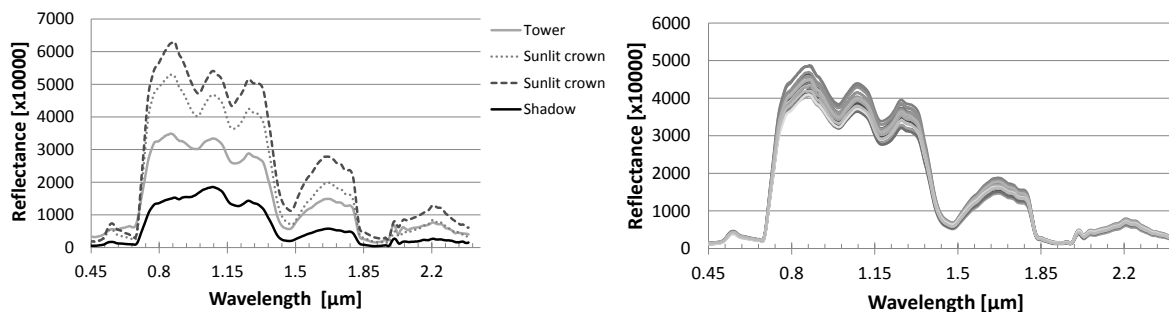 Reflectance [x10000]
7000
6000
5000
4000
3000
2000
1000
0
0.45 0.8 1.15 1.5 1.85 2.2
Wavelength [µm]
Tower
Sunlit crown
Sunlit crown
Shadow
Reflectance [x10000]
6000
5000
4000
3000
2000
1000
0
0.45 0.8 1.15 1.5 1.85 2.2
Wavelength [µm]